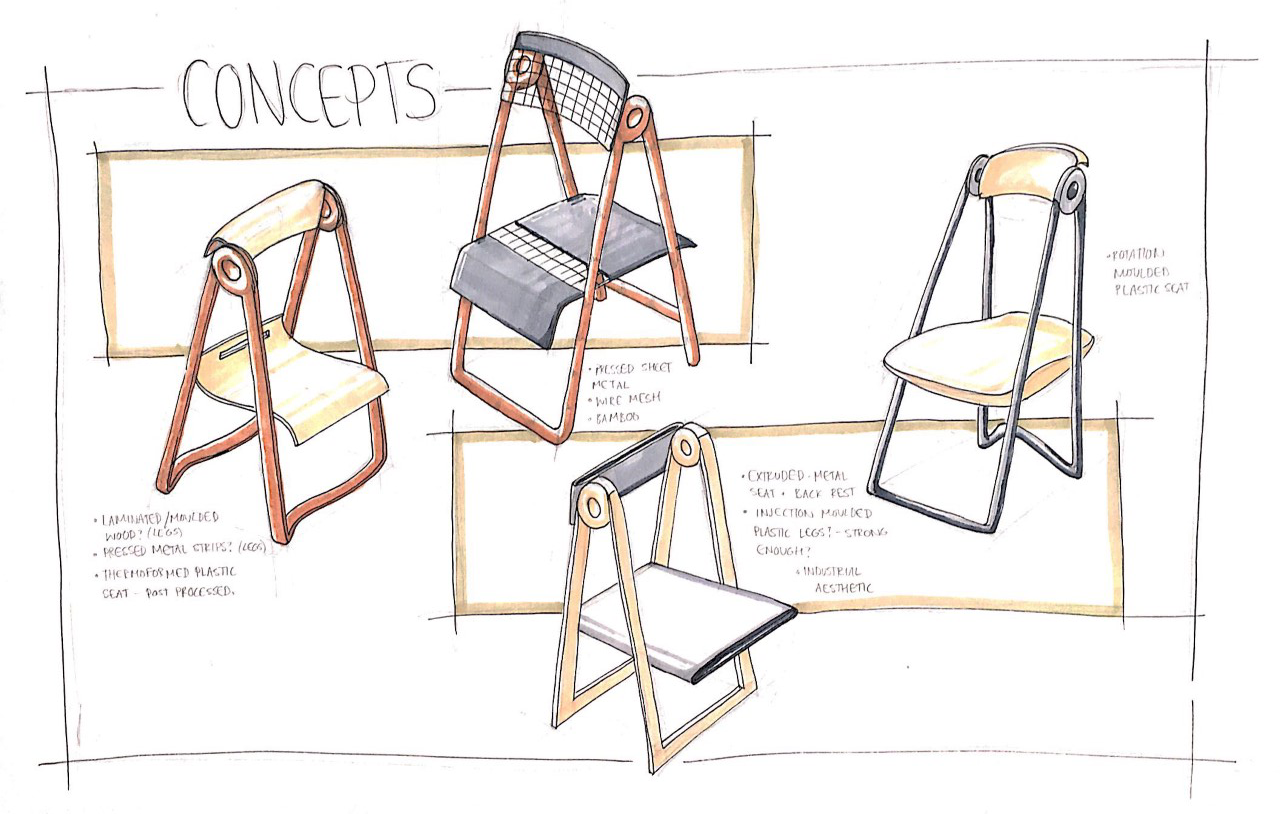 CONCEPTS
• ROTATION
MOULDED
PLASTIC SEAT
• PRESSED SHEET
METAL
• WIRE MESH
• BAMBOO
• EXTRUDED METAL
SEAT + BACK REST
• INJECTION MOULDED
PLASTIC LEGS? - STRONG
ENOUGH?
• INDUSTRIAL
AESTHETIC
• LAMINATED/MOULDED
WOOD? (LEGS)
• PRESSED METAL STRIPS? (LEGS)
• THERMOFORMED PLASTIC
SEAT - POST PROCESSED.